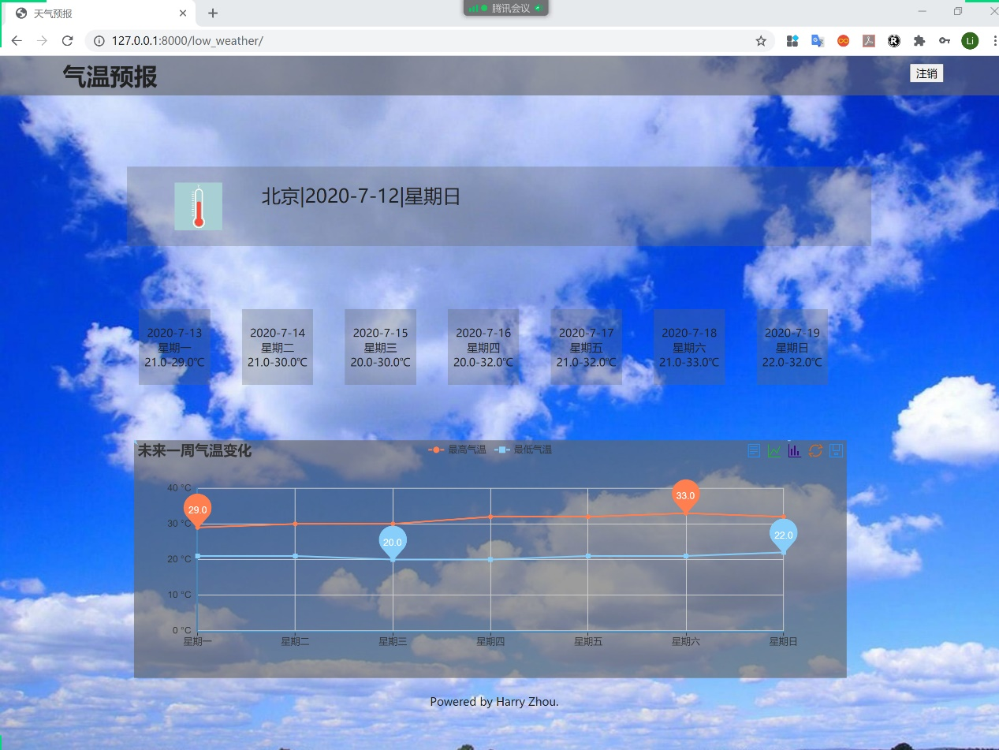 腾讯会议
天气预报
127.0.0.1:8000/low_weather/
Li
气温预报
注销
北京|2020-7-12|星期日
2020-7-13
星期一
21.0-29.0℃
2020-7-14
星期二
21.0-30.0℃
2020-7-15
星期三
20.0-30.0℃
2020-7-16
星期四
20.0-32.0℃
2020-7-17
星期五
21.0-32.0℃
2020-7-18
星期六
21.0-33.0℃
2020-7-19
星期日
22.0-32.0℃
未来一周气温变化
最高气温 最低气温
40 °C
30 °C
20 °C
10 °C
0 °C
29.0
33.0
20.0
22.0
星期一 星期二 星期三 星期四 星期五 星期六 星期日
Powered by Harry Zhou.